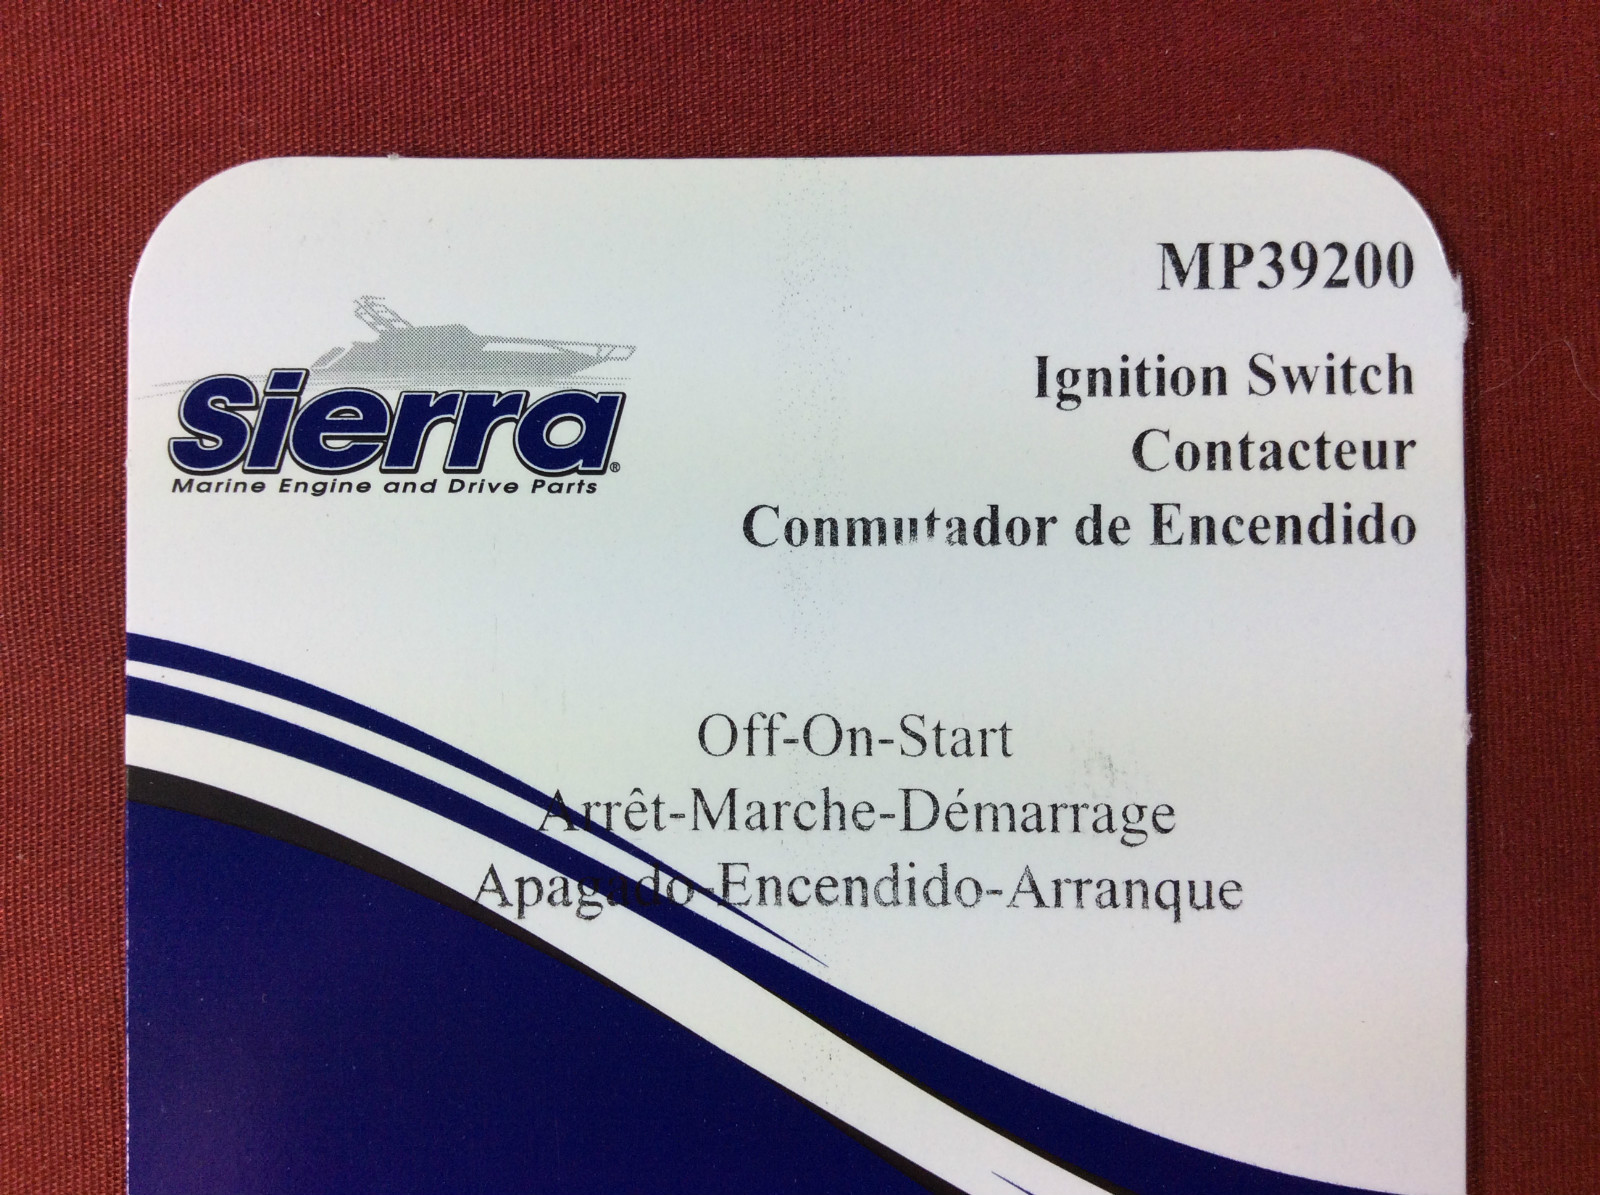 MP39200
Sierra®
Marine Engine and Drive Parts
Ignition Switch
Contacteur
Conmutador de Encendido
Off-On-Start
Arrêt-Marche-Démarrage
Apagado-Encendido-Arranque